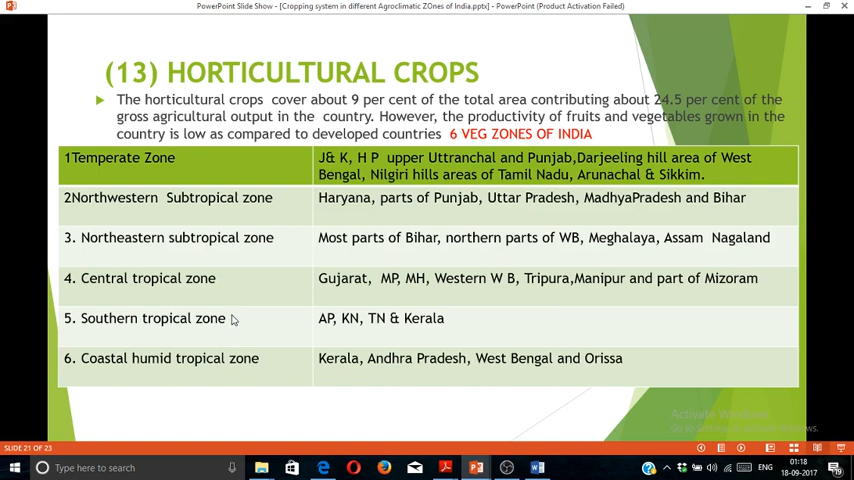 PowerPoint Slide Show - [Cropping system in different Agroclimatic ZOnes of India.pptx] - PowerPoint (Product Activation Failed)
(13) HORTICULTURAL CROPS
The horticultural crops cover about 9 per cent of the total area contributing about 24.5 per cent of the
gross agricultural output in the country. However, the productivity of fruits and vegetables grown in the
country is low as compared to developed countries 6 VEG ZONES OF INDIA
1Temperate Zone
J& K, H P upper Uttranchal and Punjab,Darjeeling hill area of West
Bengal, Nilgiri hills areas of Tamil Nadu, Arunachal & Sikkim.
2Northwestern Subtropical zone
Haryana, parts of Punjab, Uttar Pradesh, MadhyaPradesh and Bihar
3. Northeastern subtropical zone
Most parts of Bihar, northern parts of WB, Meghalaya, Assam Nagaland
4. Central tropical zone
Gujarat, MP, MH, Western W B, Tripura,Manipur and part of Mizoram
5. Southern tropical zone
AP, KN, TN & Kerala
6. Coastal humid tropical zone
Kerala, Andhra Pradesh, West Bengal and Orissa
Activate Windows
Go to Settings to activate Windows.
SLIDE 21 OF 23
Type here to search
ENG
01:18
18-09-2017
19